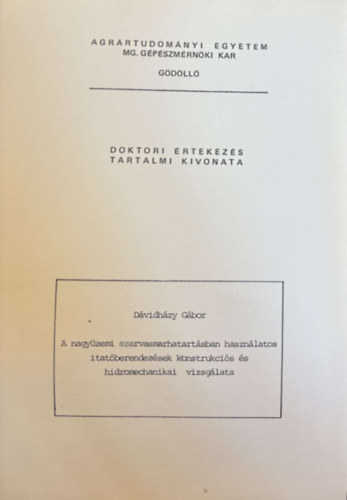 AGRÁRTUDOMÁNYI EGYETEM
MG. GÉPÉSZMÉRNÖKI KAR
GÖDÖLLŐ
DOKTORI ÉRTEKEZÉS
TARTALMI KIVONATA
Dávidházy Gábor
A nagyüzemi szarvasmarhatartásban használatos
itatóberendezések konstrukciós és
hidromechanikai vizsgálata